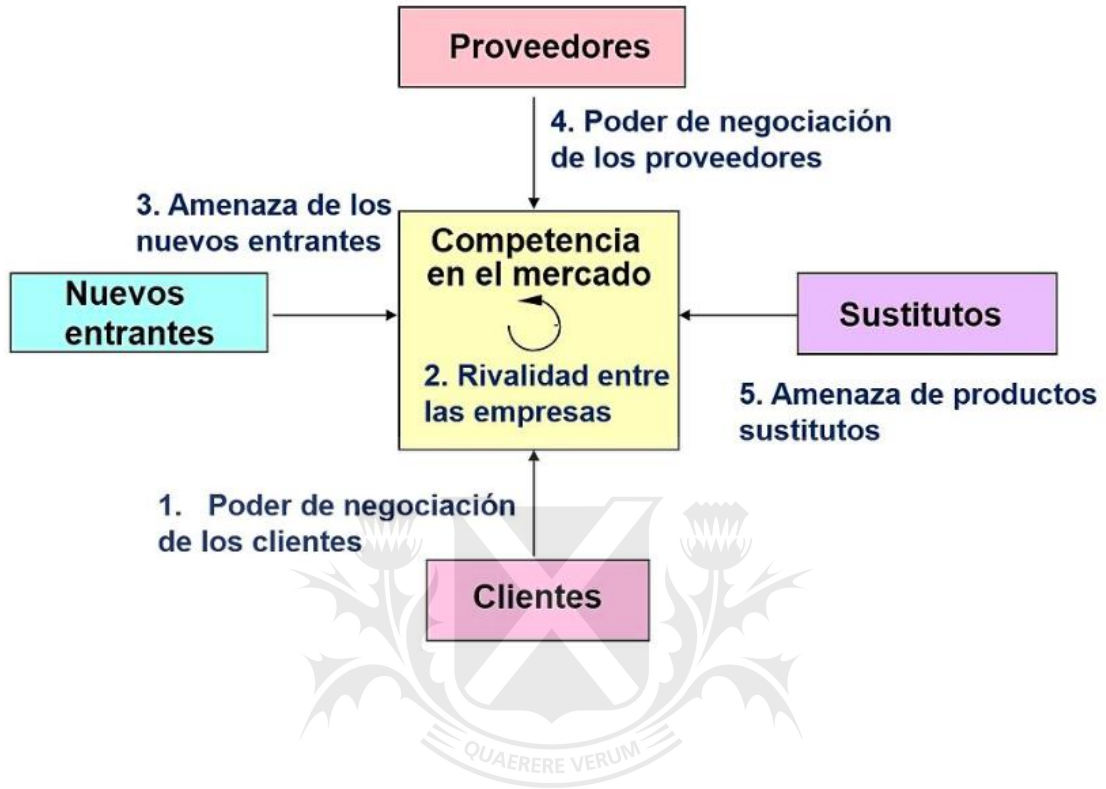 Proveedores
4. Poder de negociación
de los proveedores
3. Amenaza de los
nuevos entrantes
Competencia
en el mercado
Nuevos
entrantes
Sustitutos
2. Rivalidad entre
las empresas
5. Amenaza de productos
sustitutos
1. Poder de negociación
de los clientes
Clientes
QUAERERE VERUM